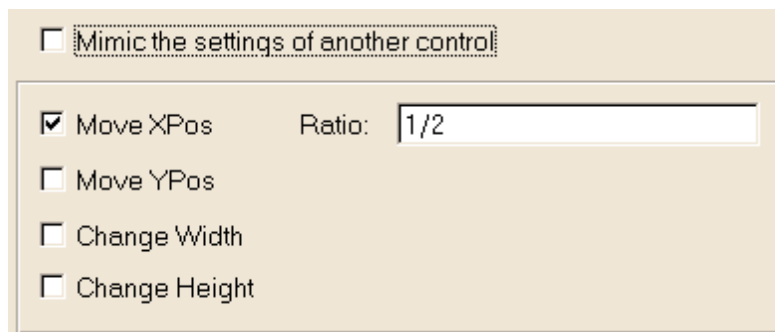 Mimic the settings of another control
Move XPos Ratio: 1/2
Move YPos
Change Width
Change Height